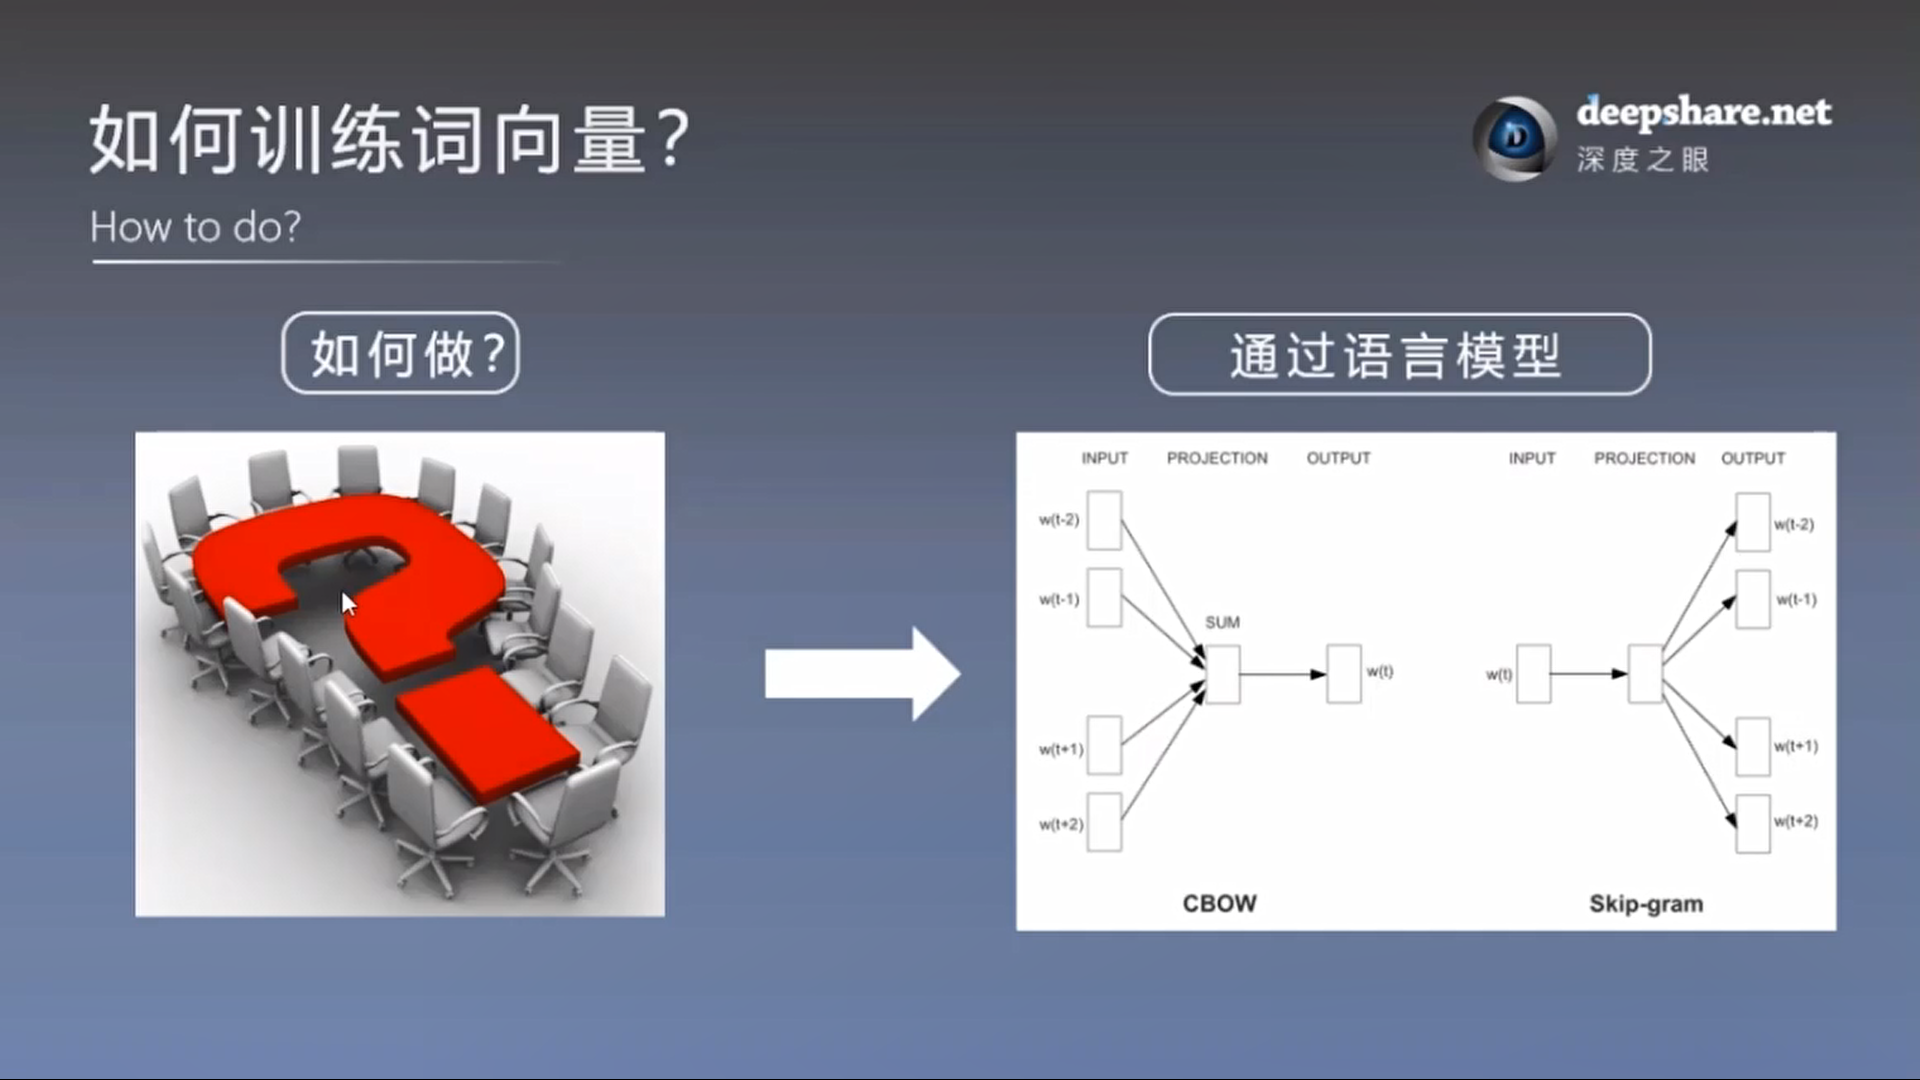 如何训练词向量?
How to do?
deepshare.net
深度之眼
如何做?
通过语言模型
INPUT PROJECTION OUTPUT
w(t-2)
w(t-1)
SUM
w(t)
w(t+1)
w(t+2)
CBOW
INPUT PROJECTION OUTPUT
w(t-2)
w(t-1)
w(t)
w(t+1)
w(t+2)
Skip-gram